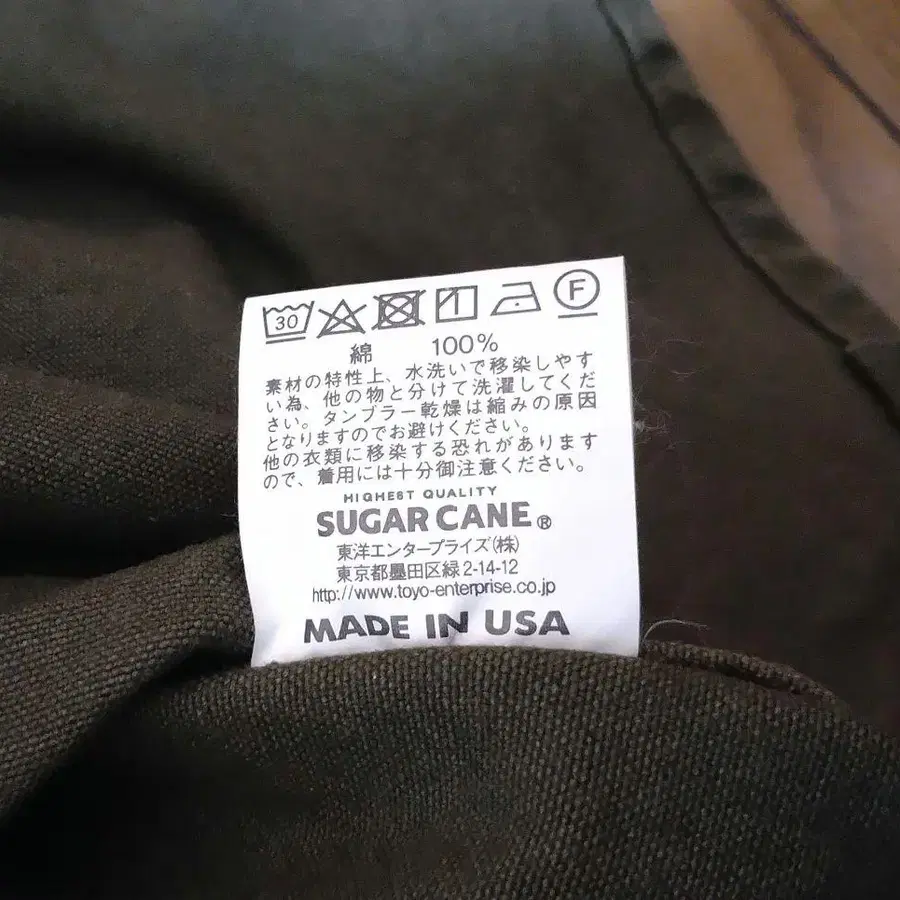 30 F
綿 100%
素材の特性上、水洗いで移染しやす
い為、他の物と分けて洗濯してくだ
さい。タンブラー乾燥は縮みの原因
となりますのでお避けください。
他の衣類に移染する恐れがあります
ので、着用には十分御注意ください。
HIGHEST QUALITY
SUGAR CANE®
東洋エンタープライズ(株)
東京都墨田区緑2-14-12
http://www.toyo-enterprise.co.jp
MADE IN USA